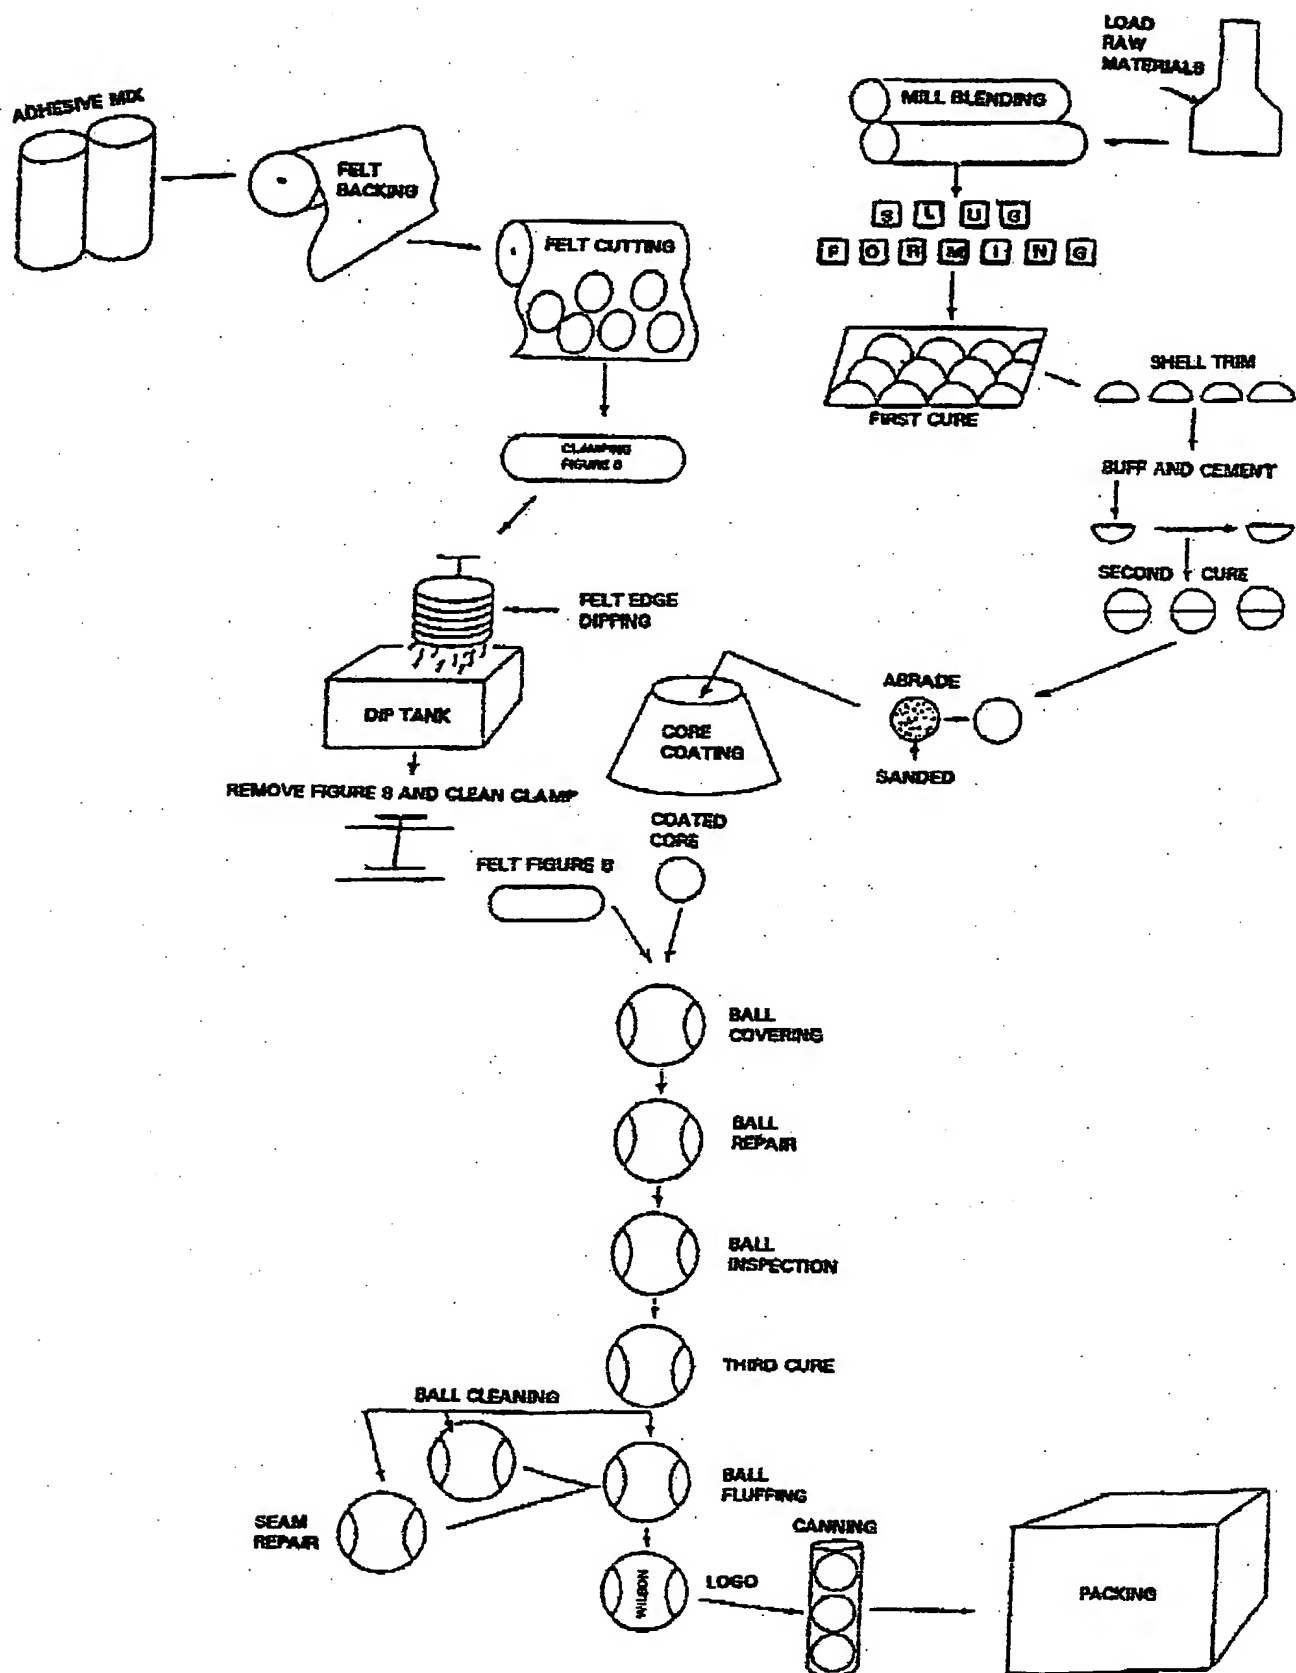 LOAD
RAW
MATERIALS
ADHESIVE MIX
MILL BLENDING
FELT
BACKING
SLUG
FORMING
FELT CUTTING
SHELL TRIM
FIRST CURE
CLAMPING
FIGURE 8
BUFF AND CEMENT
SECOND CURE
FELT EDGE
DIPPING
ABRADE
DIP TANK
CORE
COATING
SANDED
REMOVE FIGURE 8 AND CLEAN CLAMP
COATED
CORE
FELT FIGURE 8
BALL
COVERING
BALL
REPAIR
BALL
INSPECTION
THIRD CURE
BALL CLEANING
BALL
FLUFFING
SEAM
REPAIR
CANNING
LOGO
WILSON
PACKING